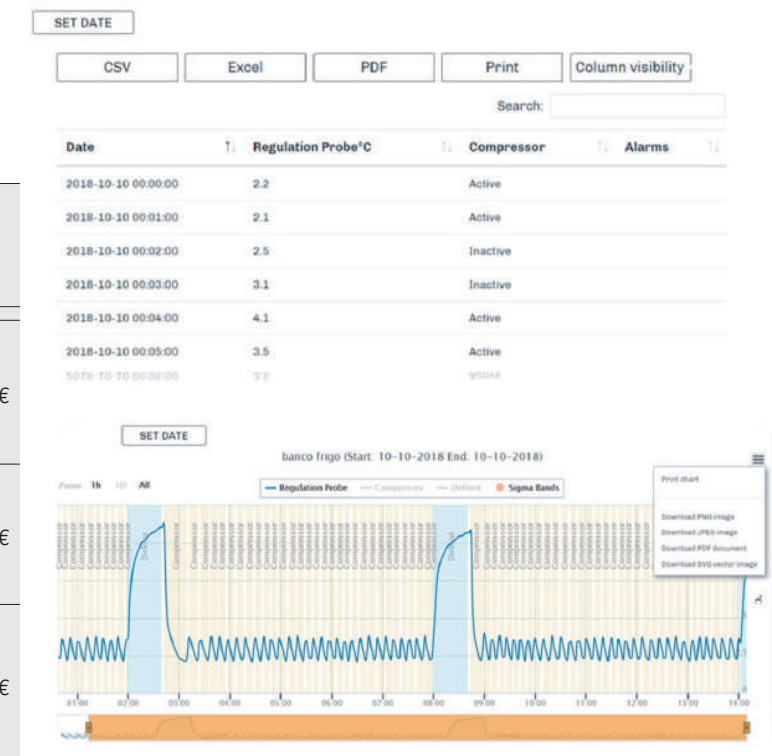 SET DATE
CSV Excel PDF Print Column visibility
Search:
Date Regulation Probe°C Compressor Alarms
2018-10-10 00:00:00 2.2 Active
2018-10-10 00:01:00 2.1 Active
2018-10-10 00:02:00 2.5 Inactive
2018-10-10 00:03:00 3.1 Inactive
2018-10-10 00:04:00 4.1 Active
2018-10-10 00:05:00 3.5 Active
€
€
€
SET DATE
banco frigo (Start: 10-10-2018 End: 10-10-2018)
Zoom 1h 1D All
Regulation Probe Compressor Defrost Sigma Bands
Print chart
Download PNG image
Download JPEG image
Download PDF document
Download SVG vector image
Compressor Compressor Compressor Compressor
01:00 02:00 03:00 04:00 05:00 06:00 07:00 08:00 09:00 10:00 11:00 12:00 13:00 14:00